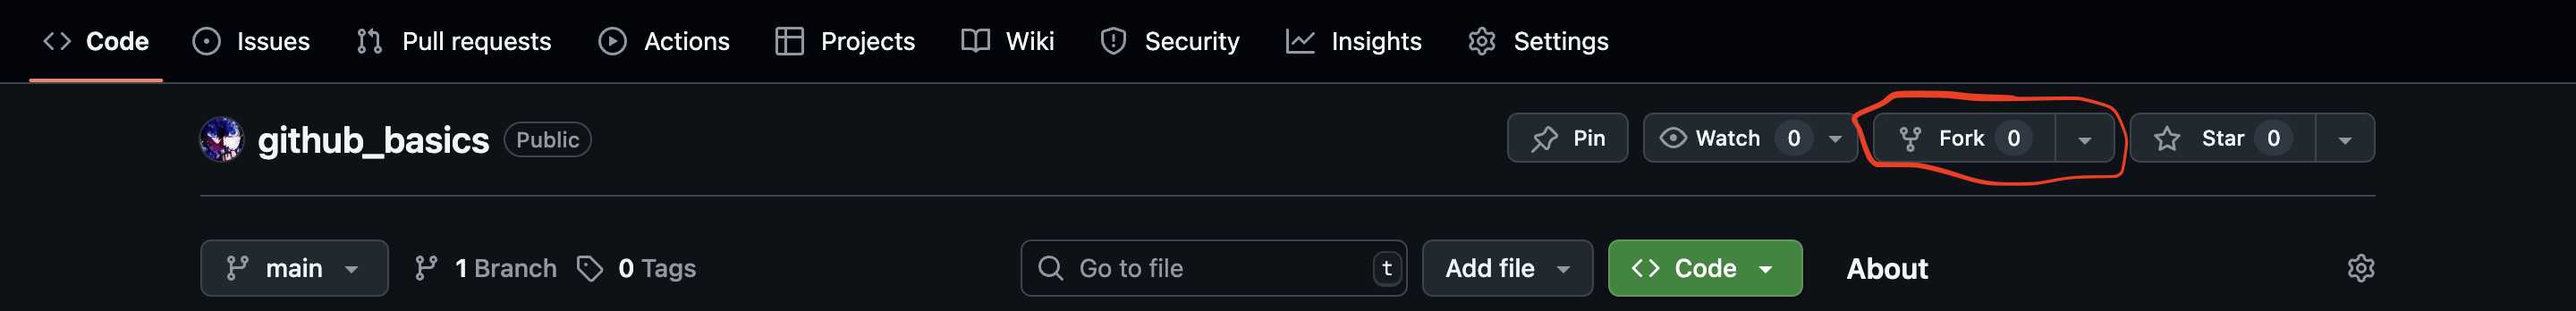 Code Issues Pull requests Actions Projects Wiki Security Insights Settings
github_basics Public Pin Watch 0 Fork 0 Star 0
main 1 Branch 0 Tags Go to file t Add file Code About